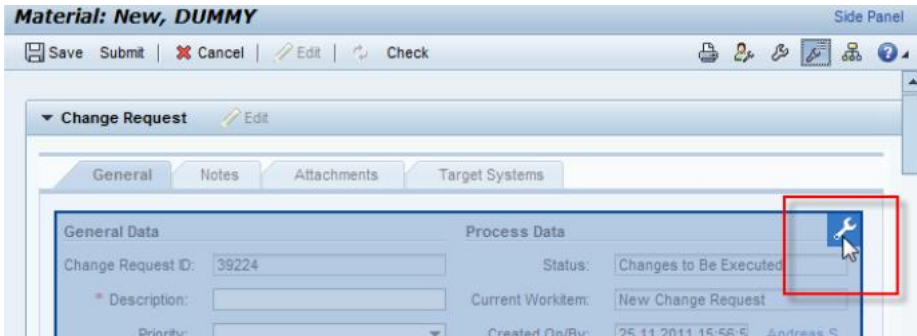 Material: New, DUMMY
Side Panel
Save Submit Cancel Edit Check
Change Request Edit
General Notes Attachments Target Systems
General Data Process Data
Change Request ID: 39224 Status: Changes to Be Executed
* Description: Current Workitem: New Change Request
Priority: Created On/By: 25.11.2011 15:56:5 Andreas S